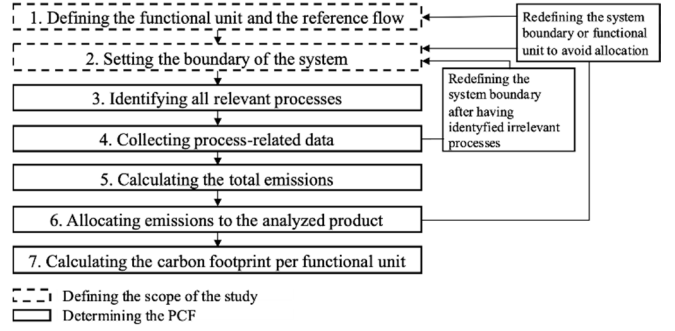 1. Defining the functional unit and the reference flow
2. Setting the boundary of the system
3. Identifying all relevant processes
4. Collecting process-related data
5. Calculating the total emissions
6. Allocating emissions to the analyzed product
7. Calculating the carbon footprint per functional unit
Redefining the system
boundary or functional
unit to avoid allocation
Redefining the
system boundary
after having
identyfied irrelevant
processes
Defining the scope of the study
Determining the PCF